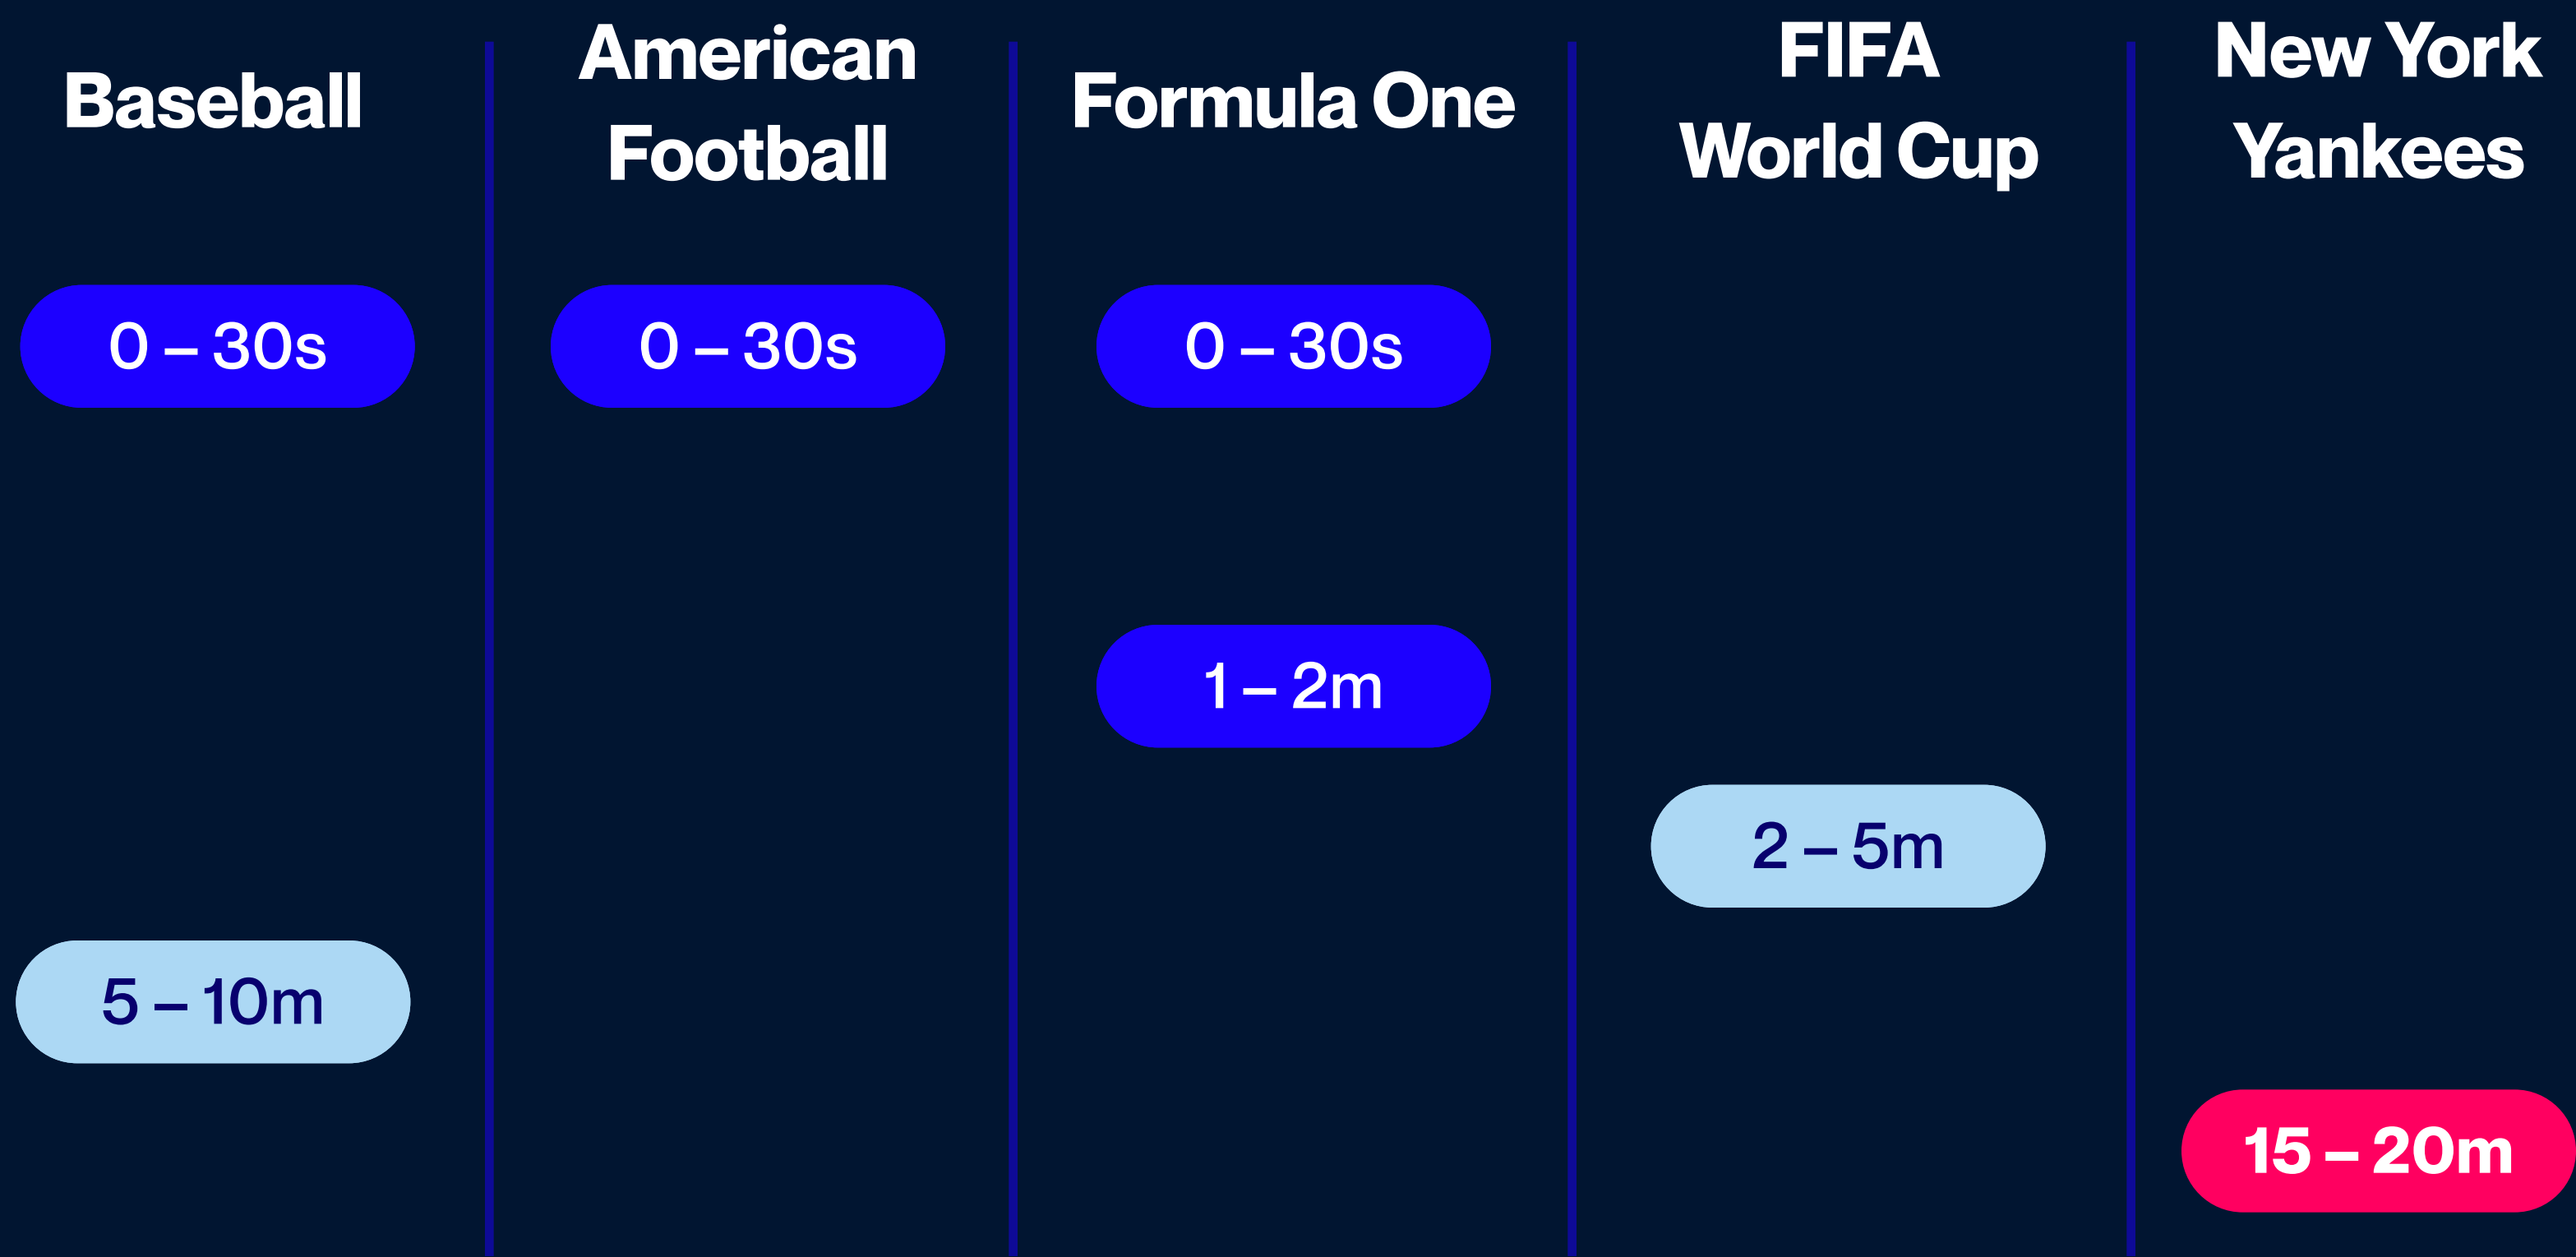 Baseball
American
Football
Formula One
FIFA
World Cup
New York
Yankees
0 – 30s
0 – 30s
0 – 30s
1 – 2m
2 – 5m
5 – 10m
15 – 20m